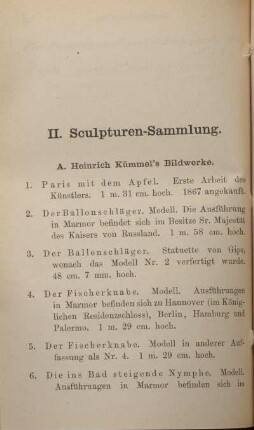 II. Sculpturen-Sammlung.
A. Heinrich Kümmel's Bildwerke.
1. Paris mit dem Apfel. Erste Arbeit des
Künstlers. 1 m. 31 cm. hoch. 1867 angekauft.
2. Der Ballonschläger. Modell. Die Ausführung
in Marmor befindet sich im Besitze Sr. Majestät
des Kaisers von Russland. 1 m. 58 cm. hoch.
3. Der Ballenschläger. Statuette von Gips,
wonach das Modell Nr. 2 verfertigt wurde.
48 cm. 7 mm. hoch.
4. Der Fischerknabe. Modell. Ausführungen
in Marmor befinden sich zu Hannover (im König-
lichen Residenzschloss), Berlin, Hamburg und
Palermo. 1 m. 29 cm. hoch.
5. Der Fischerknabe. Modell in anderer Auf-
fassung als Nr. 4. 1 m. 29 cm. hoch.
6. Die ins Bad steigende Nymphe. Modell.
Ausführungen in Marmor befinden sich in